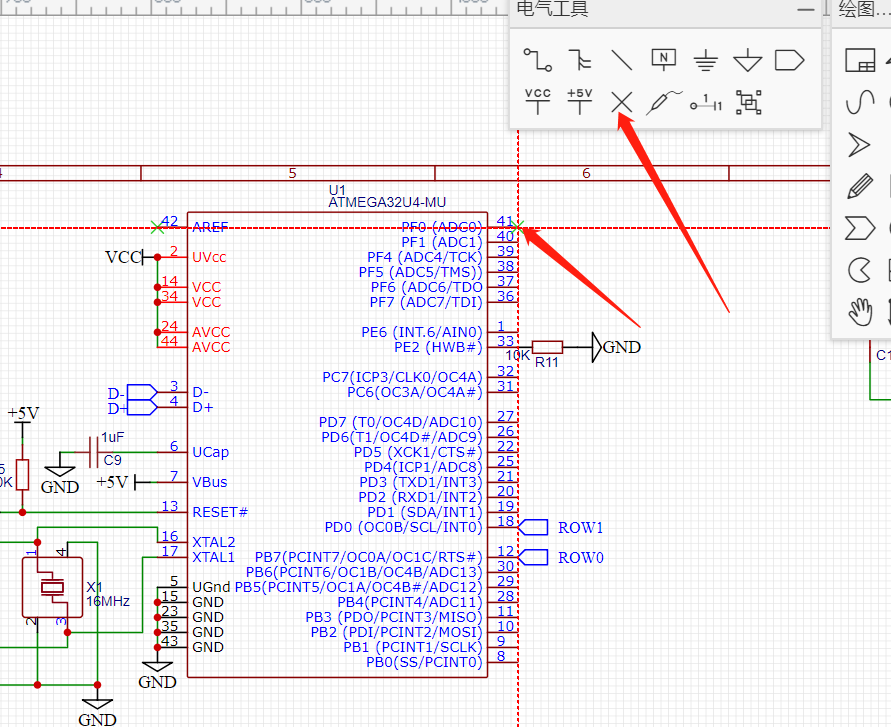 电气工具
绘图...
N
VCC
+5V
1
5
6
U1
ATMEGA32U4-MU
42 AREF
PF0 (ADC0) 41
PF1 (ADC1) 40
VCC 2 UVcc
PF4 (ADC4/TCK) 39
PF5 (ADC5/TMS)) 38
14 VCC
PF6 (ADC6/TDO 37
34 VCC
PF7 (ADC7/TDI) 36
24 AVCC
PE6 (INT.6/AIN0) 1
44 AVCC
PE2 (HWB#) 33
10K R11 GND
PC7(ICP3/CLK0/OC4A) 32
D- 3 D-
PC6(OC3A/OC4A#) 31
D+ 4 D+
+5V
PD7 (T0/OC4D/ADC10) 27
1uF
PD6(T1/OC4D#/ADC9) 26
C9
6 UCap
PD5 (XCK1/CTS#) 22
PD4(ICP1/ADC8) 25
GND
+5V 7 VBus
PD3 (TXD1/INT3) 21
PD2 (RXD1/INT2) 20
13 RESET#
PD1 (SDA/INT1) 19
PD0 (OC0B/SCL/INT0) 18 ROW1
16 XTAL2
17 XTAL1
PB7(PCINT7/OC0A/OC1C/RTS#) 12 ROW0
PB6(PCINT6/OC1B/OC4B/ADC13) 30
5 UGnd
PB5(PCINT5/OC1A/OC4B#/ADC12) 29
15 GND
PB4(PCINT4/ADC11) 28
23 GND
PB3 (PDO/PCINT3/MISO) 11
35 GND
PB2 (PDI/PCINT2/MOSI) 10
43 GND
PB1 (PCINT1/SCLK) 9
PB0(SS/PCINT0) 8
1
4
X1
16MHz
2
3
GND
GND